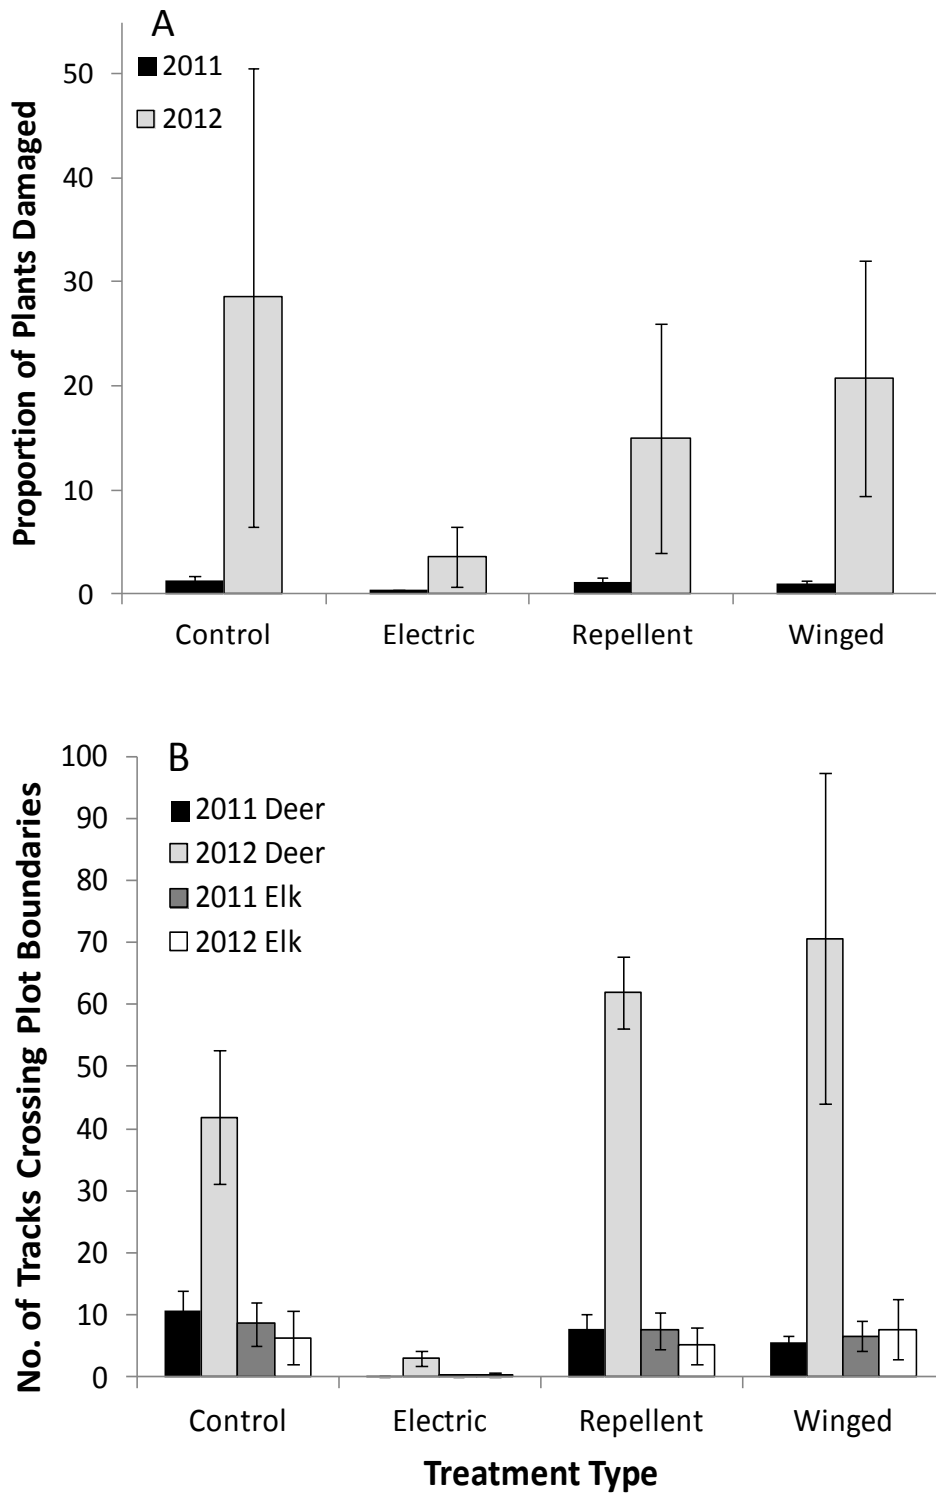 A
2011
2012
Proportion of Plants Damaged
50
40
30
20
10
0
Control Electric Repellent Winged
B
2011 Deer
2012 Deer
2011 Elk
2012 Elk
No. of Tracks Crossing Plot Boundaries
100
90
80
70
60
50
40
30
20
10
0
Control Electric Repellent Winged
Treatment Type